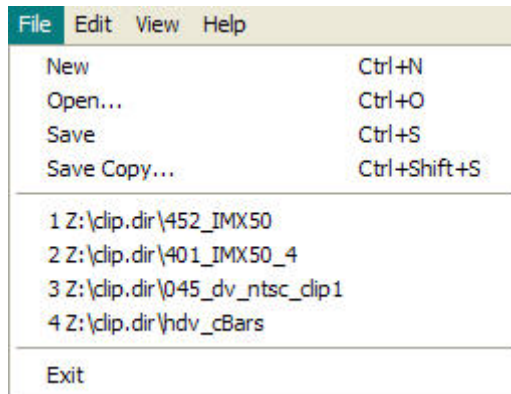 File Edit View Help
New Ctrl+N
Open... Ctrl+O
Save Ctrl+S
Save Copy... Ctrl+Shift+S
1 Z:\clip.dir\452_IMX50
2 Z:\clip.dir\401_IMX50_4
3 Z:\clip.dir\045_dv_ntsc_clip1
4 Z:\clip.dir\hdv_cBars
Exit